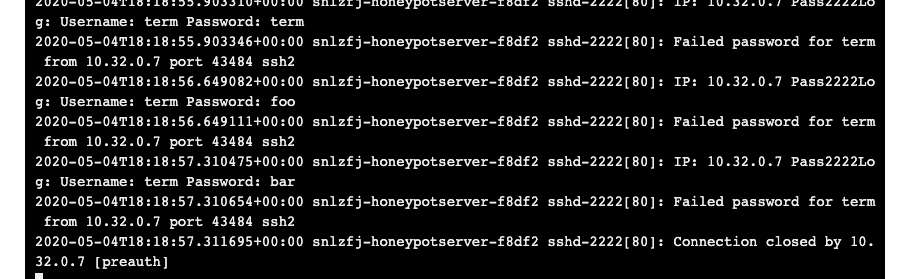 2020-05-04T18:18:55.903310+00:00 snlzfj-honeypotserver-f8df2 sshd-2222[80]: IP: 10.32.0.7 Pass2222Lo
g: Username: term Password: term
2020-05-04T18:18:55.903346+00:00 snlzfj-honeypotserver-f8df2 sshd-2222[80]: Failed password for term
from 10.32.0.7 port 43484 ssh2
2020-05-04T18:18:56.649082+00:00 snlzfj-honeypotserver-f8df2 sshd-2222[80]: IP: 10.32.0.7 Pass2222Lo
g: Username: term Password: foo
2020-05-04T18:18:56.649111+00:00 snlzfj-honeypotserver-f8df2 sshd-2222[80]: Failed password for term
from 10.32.0.7 port 43484 ssh2
2020-05-04T18:18:57.310475+00:00 snlzfj-honeypotserver-f8df2 sshd-2222[80]: IP: 10.32.0.7 Pass2222Lo
g: Username: term Password: bar
2020-05-04T18:18:57.310654+00:00 snlzfj-honeypotserver-f8df2 sshd-2222[80]: Failed password for term
from 10.32.0.7 port 43484 ssh2
2020-05-04T18:18:57.311695+00:00 snlzfj-honeypotserver-f8df2 sshd-2222[80]: Connection closed by 10.
32.0.7 [preauth]